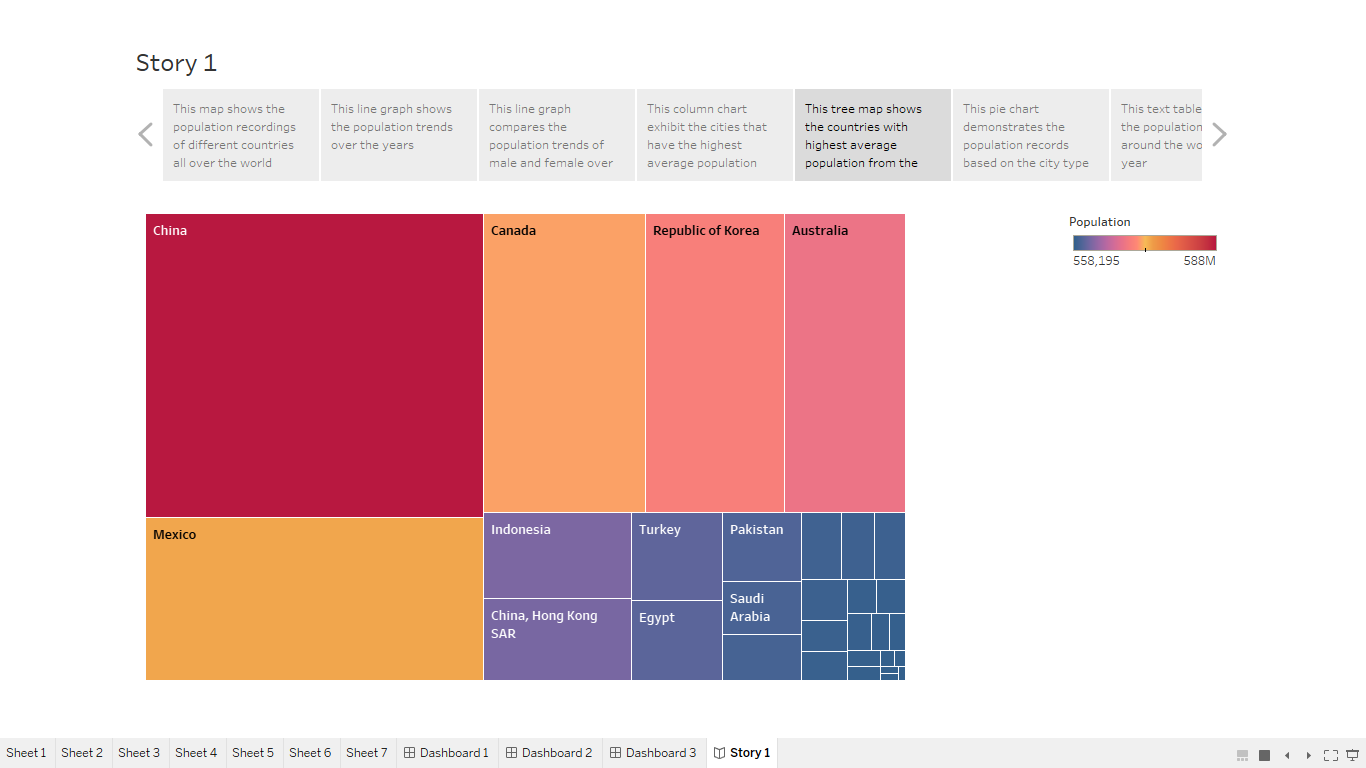 Story 1
This map shows the
population recordings
of different countries
all over the world
This line graph shows
the population trends
over the years
This line graph
compares the
population trends of
male and female over
This column chart
exhibit the cities that
have the highest
average population
This tree map shows
the countries with
highest average
population from the
This pie chart
demonstrates the
population records
based on the city type
This text table
the population
around the wo
year
China
Canada
Republic of Korea
Australia
Population
558,195
588M
Mexico
Indonesia
Turkey
Pakistan
Saudi
Arabia
China, Hong Kong
SAR
Egypt
Sheet 1
Sheet 2
Sheet 3
Sheet 4
Sheet 5
Sheet 6
Sheet 7
Dashboard 1
Dashboard 2
Dashboard 3
Story 1